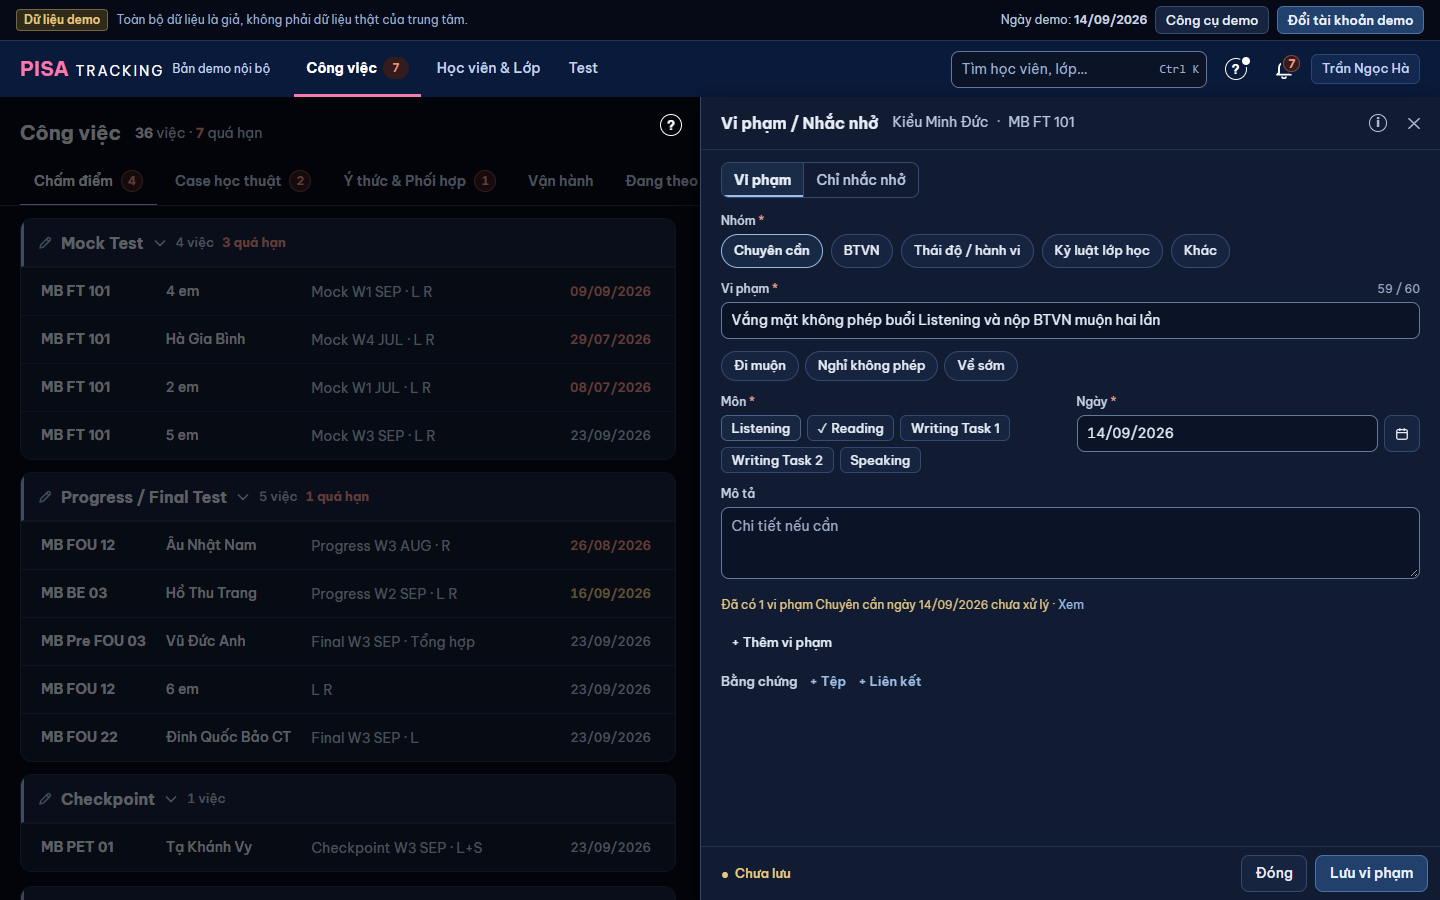 Dữ liệu demo Toàn bộ dữ liệu là giả, không phải dữ liệu thật của trung tâm. Ngày demo: 14/09/2026 Công cụ demo Đổi tài khoản demo
PISA TRACKING Bản demo nội bộ Công việc 7 Học viên & Lớp Test Tìm học viên, lớp... Ctrl K ? 7 Trần Ngọc Hà
Công việc 36 việc · 7 quá hạn ?
Chấm điểm 4 Case học thuật 2 Ý thức & Phối hợp 1 Vận hành Đang theo
Mock Test 4 việc 3 quá hạn
MB FT 101 4 em Mock W1 SEP · L R 09/09/2026
MB FT 101 Hà Gia Bình Mock W4 JUL · L R 29/07/2026
MB FT 101 2 em Mock W1 JUL · L R 08/07/2026
MB FT 101 5 em Mock W3 SEP · L R 23/09/2026
Progress / Final Test 5 việc 1 quá hạn
MB FOU 12 Âu Nhật Nam Progress W3 AUG · R 26/08/2026
MB BE 03 Hồ Thu Trang Progress W2 SEP · L R 16/09/2026
MB Pre FOU 03 Vũ Đức Anh Final W3 SEP · Tổng hợp 23/09/2026
MB FOU 12 6 em L R 23/09/2026
MB FOU 22 Đinh Quốc Bảo CT Final W3 SEP · L 23/09/2026
Checkpoint 1 việc
MB PET 01 Tạ Khánh Vy Checkpoint W3 SEP · L+S 23/09/2026
Vi phạm / Nhắc nhở Kiều Minh Đức · MB FT 101
Vi phạm Chỉ nhắc nhở
Nhóm *
Chuyên cần BTVN Thái độ / hành vi Kỷ luật lớp học Khác
Vi phạm * 59 / 60
Vắng mặt không phép buổi Listening và nộp BTVN muộn hai lần
Đi muộn Nghỉ không phép Về sớm
Môn * Ngày *
Listening ✓ Reading Writing Task 1 14/09/2026
Writing Task 2 Speaking
Mô tả
Chi tiết nếu cần
Đã có 1 vi phạm Chuyên cần ngày 14/09/2026 chưa xử lý · Xem
+ Thêm vi phạm
Bằng chứng + Tệp + Liên kết
Chưa lưu Đóng Lưu vi phạm